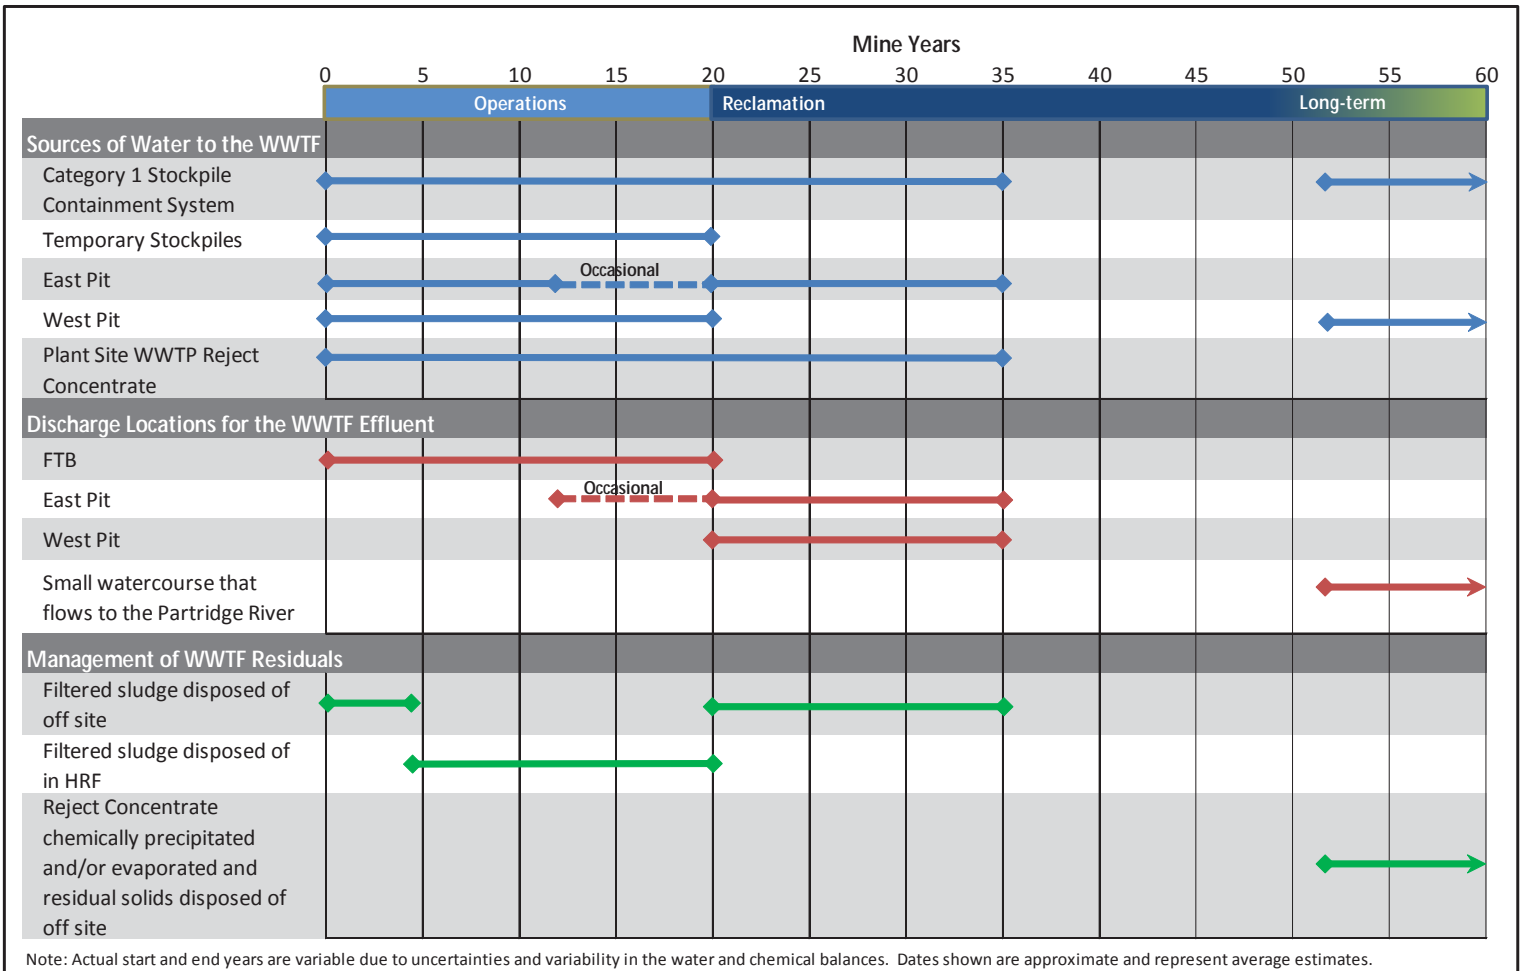 Mine Years
0 5 10 15 20 25 30 35 40 45 50 55 60
Operations Reclamation Long-term
Sources of Water to the WWTF
Category 1 Stockpile
Containment System
Temporary Stockpiles
East Pit
Occasional
West Pit
Plant Site WWTP Reject
Concentrate
Discharge Locations for the WWTF Effluent
FTB
East Pit
Occasional
West Pit
Small watercourse that
flows to the Partridge River
Management of WWTF Residuals
Filtered sludge disposed of
off site
Filtered sludge disposed of
in HRF
Reject Concentrate
chemically precipitated
and/or evaporated and
residual solids disposed of
off site
Note: Actual start and end years are variable due to uncertainties and variability in the water and chemical balances. Dates shown are approximate and represent average estimates.